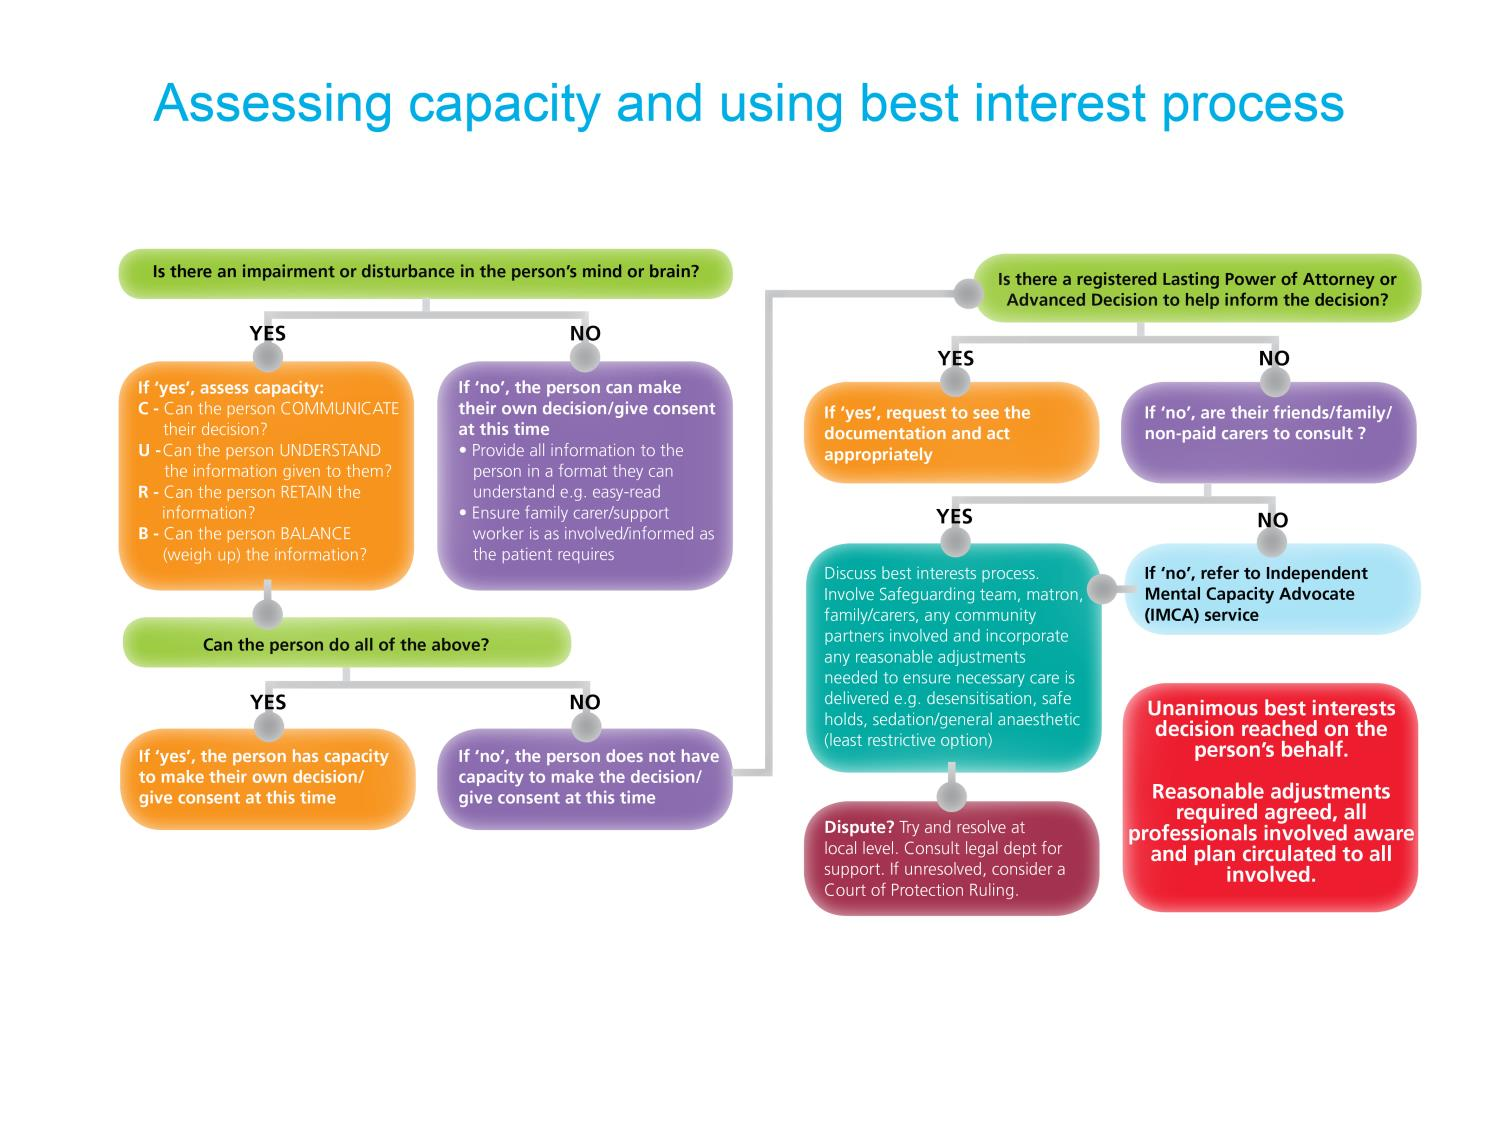 Assessing capacity and using best interest process
Is there an impairment or disturbance in the person's mind or brain?
YES
NO
If 'yes', assess capacity:
C - Can the person COMMUNICATE
their decision?
U - Can the person UNDERSTAND
the information given to them?
R - Can the person RETAIN the
information?
B - Can the person BALANCE
(weigh up) the information?
If 'no', the person can make
their own decision/give consent
at this time
• Provide all information to the
person in a format they can
understand e.g. easy-read
• Ensure family carer/support
worker is as involved/informed as
the patient requires
Can the person do all of the above?
YES
NO
If 'yes', the person has capacity
to make their own decision/
give consent at this time
If 'no', the person does not have
capacity to make the decision/
give consent at this time
Is there a registered Lasting Power of Attorney or
Advanced Decision to help inform the decision?
YES
NO
If 'yes', request to see the
documentation and act
appropriately
If 'no', are their friends/family/
non-paid carers to consult ?
YES
NO
Discuss best interests process.
Involve Safeguarding team, matron,
family/carers, any community
partners involved and incorporate
any reasonable adjustments
needed to ensure necessary care is
delivered e.g. desensitisation, safe
holds, sedation/general anaesthetic
(least restrictive option)
If 'no', refer to Independent
Mental Capacity Advocate
(IMCA) service
Dispute? Try and resolve at
local level. Consult legal dept for
support. If unresolved, consider a
Court of Protection Ruling.
Unanimous best interests
decision reached on the
person's behalf.
Reasonable adjustments
required agreed, all
professionals involved aware
and plan circulated to all
involved.